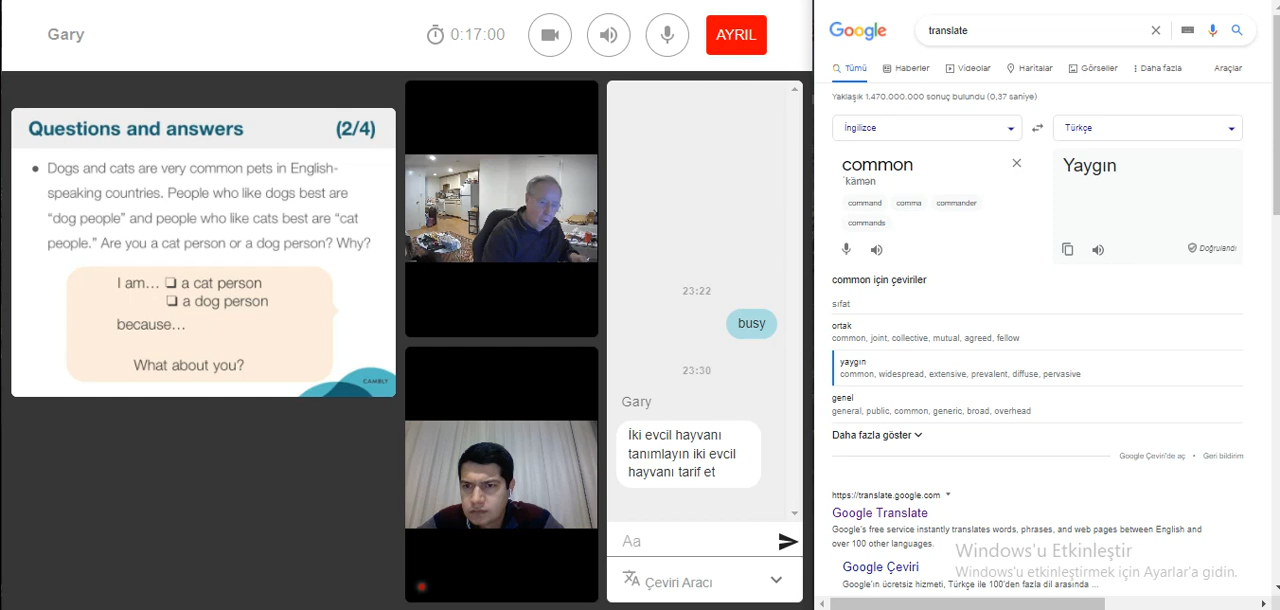 Gary
0:17:00
AYRIL
Questions and answers (2/4)
• Dogs and cats are very common pets in English-
speaking countries. People who like dogs best are
“dog people” and people who like cats best are “cat
people.” Are you a cat person or a dog person? Why?
I am… ❏ a cat person
❏ a dog person
because…
What about you?
CAMBLY
23:22
busy
23:30
Gary
İki evcil hayvanı
tanımlayın iki evcil
hayvanı tarif et
Aa
Çeviri Aracı
Google
translate
Tümü
Haberler
Videolar
Haritalar
Görseller
Daha fazla
Araçlar
Yaklaşık 1.470.000.000 sonuç bulundu (0,37 saniye)
İngilizce
Türkçe
common
ˈkämən
command
comma
commander
commands
Yaygın
Doğrulandı
common için çeviriler
sıfat
ortak
common, joint, collective, mutual, agreed, fellow
yaygın
common, widespread, extensive, prevalent, diffuse, pervasive
genel
general, public, common, generic, broad, overhead
Daha fazla göster
Google Çeviri'de aç • Geri bildirim
https://translate.google.com
Google Translate
Google's free service instantly translates words, phrases, and web pages between English and
over 100 other languages.
Google Çeviri
Google'ın ücretsiz hizmeti, Türkçe ile 100'den fazla dil arasında ...
Windows'u Etkinleştir
Windows'u etkinleştirmek için Ayarlar'a gidin.